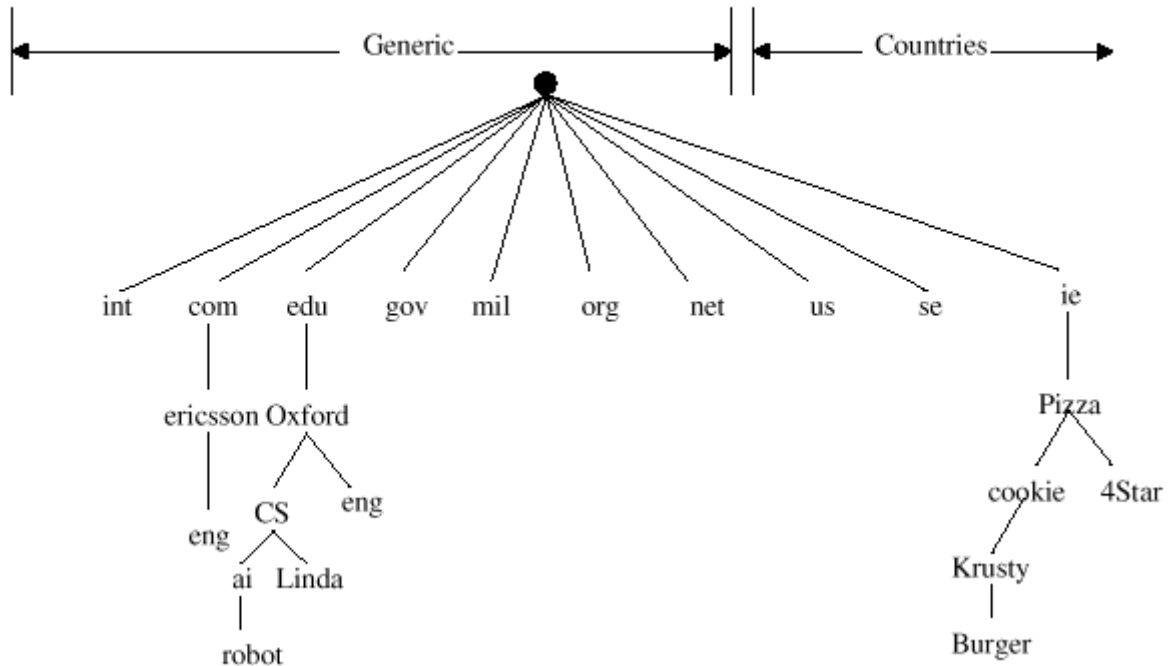 Generic Countries
int com edu gov mil org net us se ie
ericsson Oxford Pizza
CS eng cookie 4Star
eng
ai Linda Krusty
robot Burger